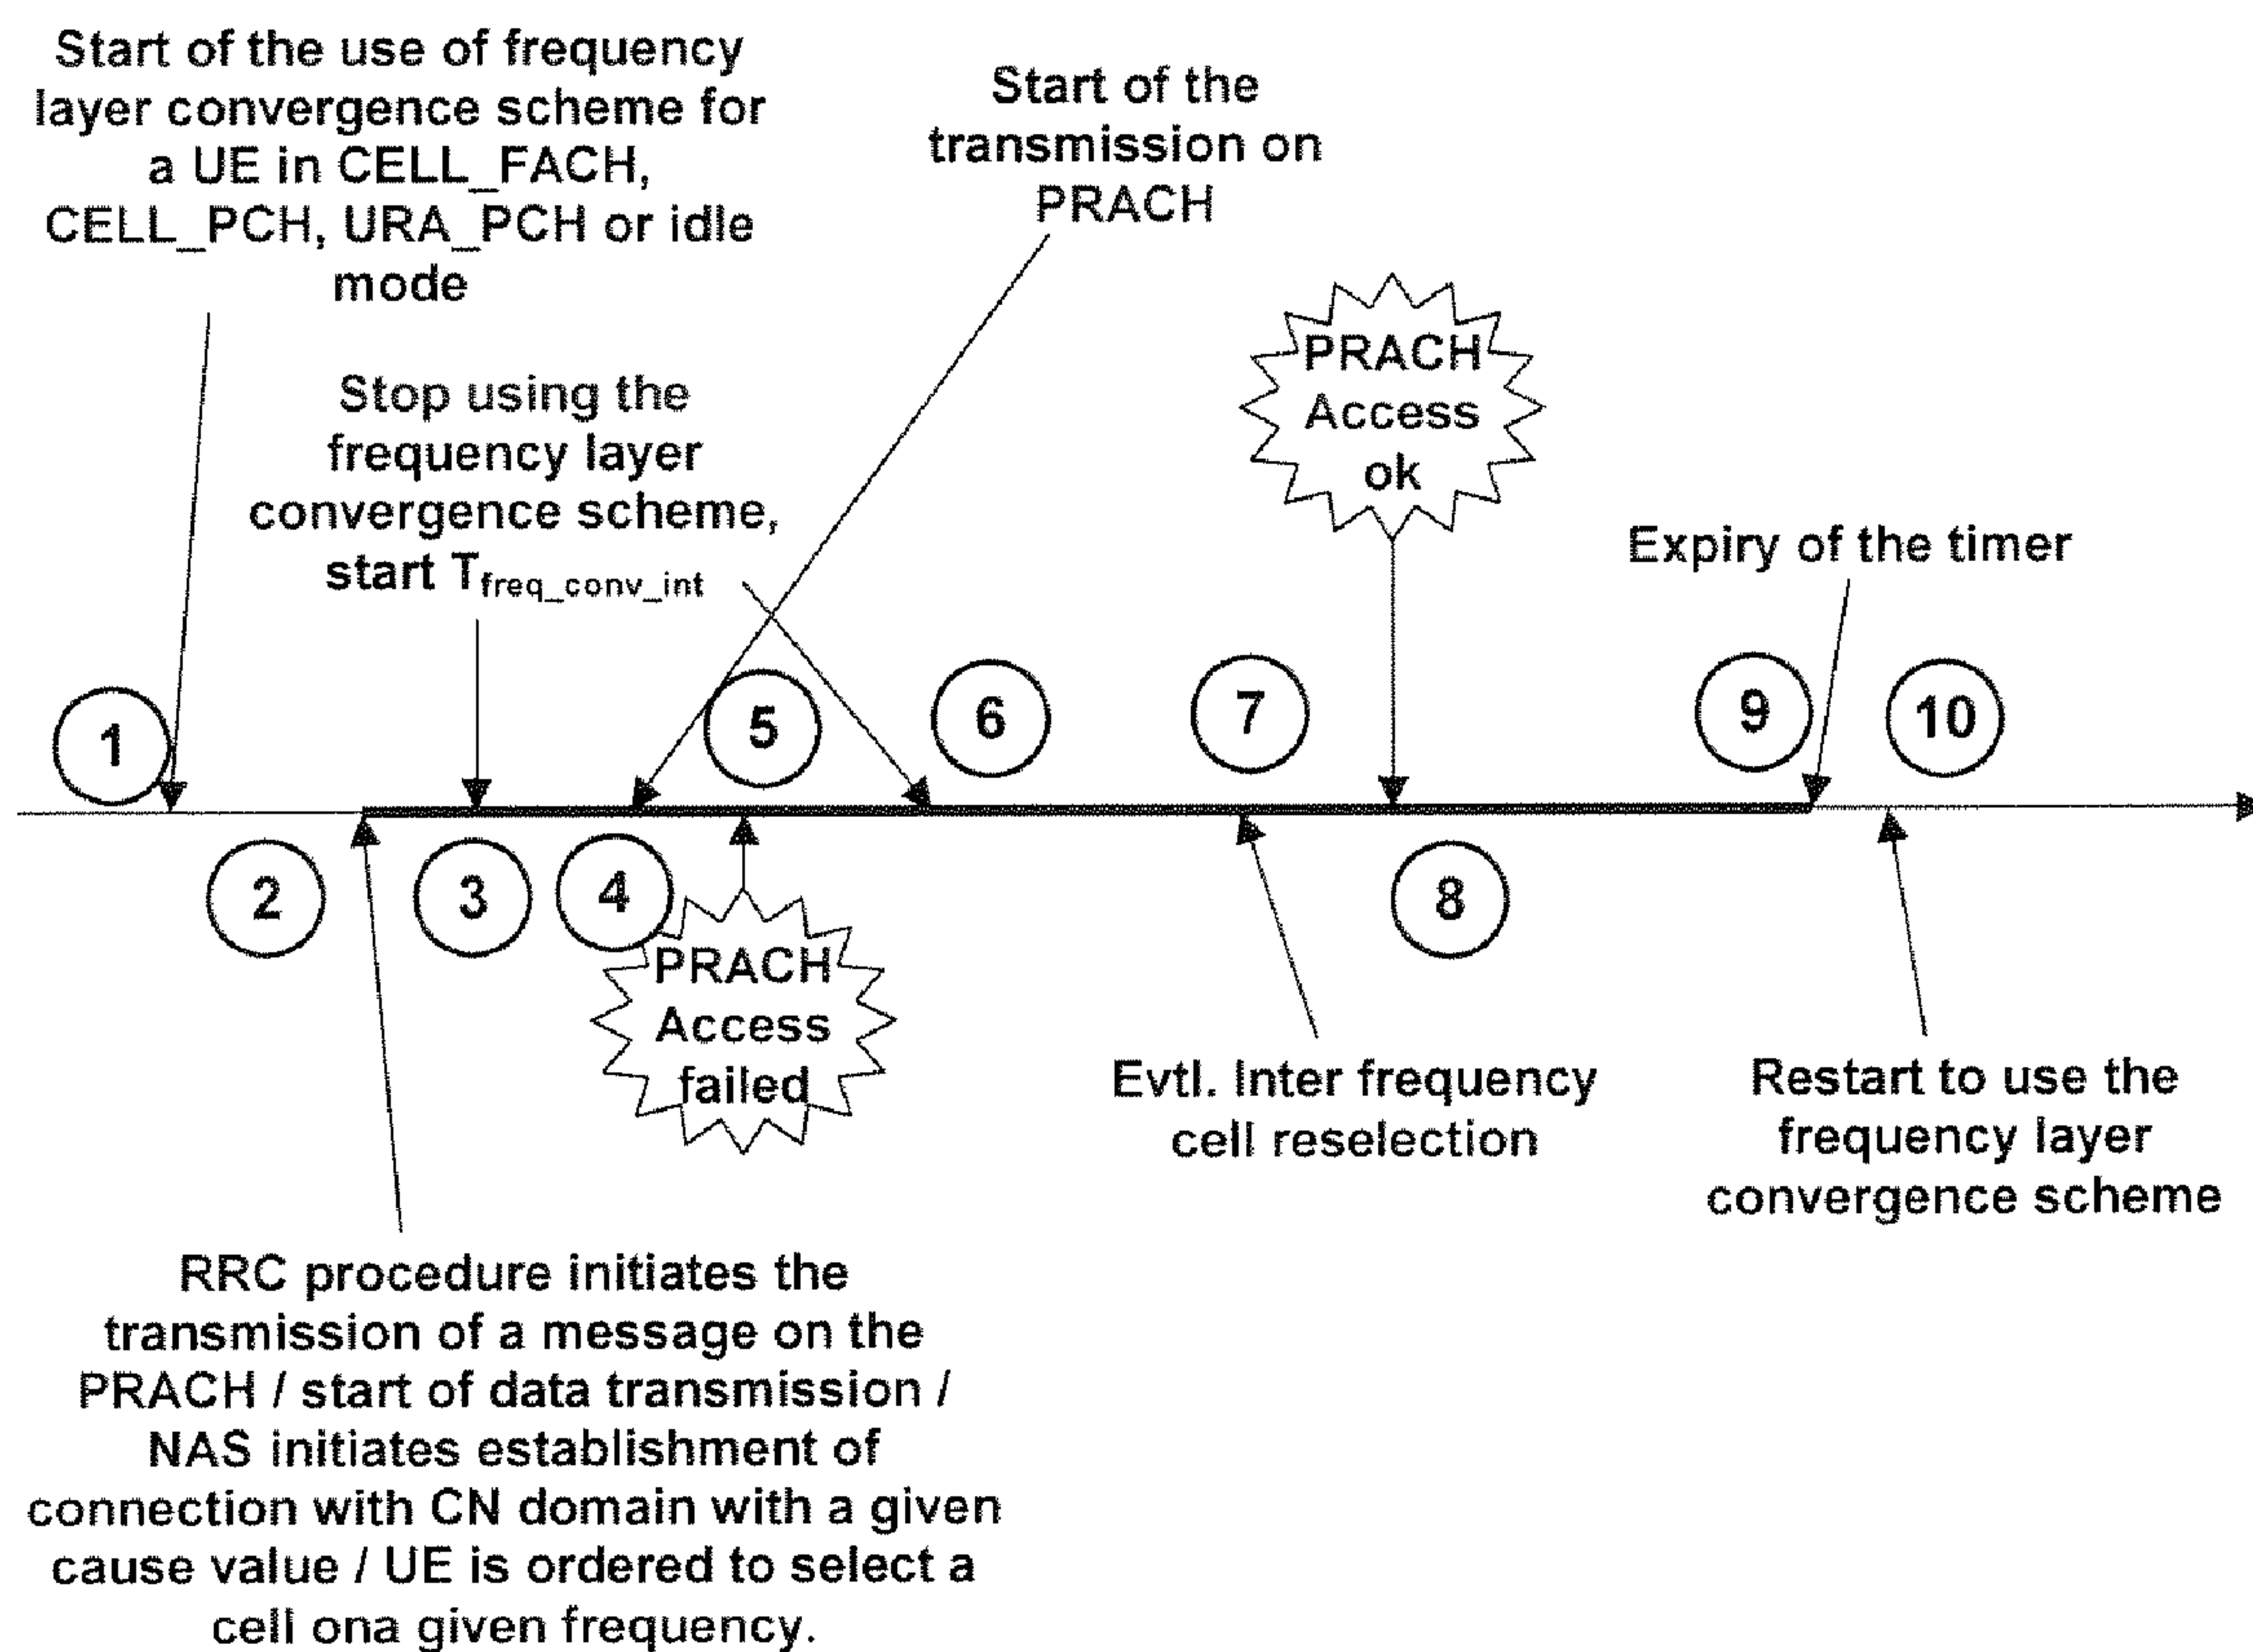 Start of the use of frequency
layer convergence scheme for
a UE in CELL_FACH,
CELL_PCH, URA_PCH or idle
mode
Start of the
transmission on
PRACH
Stop using the
frequency layer
convergence scheme,
start Tfreq_conv_int
PRACH
Access
ok
Expiry of the timer
1
5
6
7
9
10
2
3
4
8
PRACH
Access
failed
Evtl. Inter frequency
cell reselection
Restart to use the
frequency layer
convergence scheme
RRC procedure initiates the
transmission of a message on the
PRACH / start of data transmission /
NAS initiates establishment of
connection with CN domain with a given
cause value / UE is ordered to select a
cell ona given frequency.